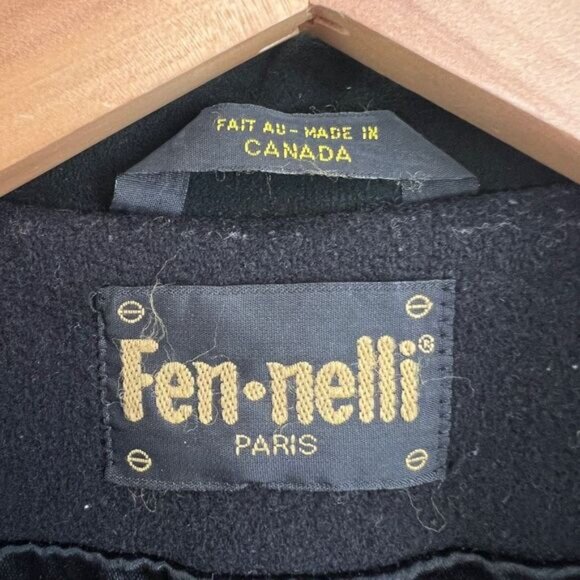 FAIT AU - MADE IN
CANADA
Fen·nelli®
PARIS